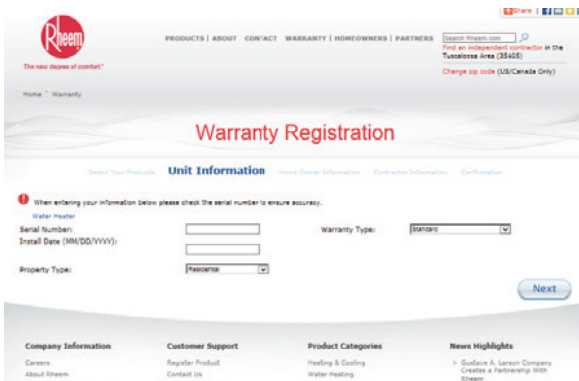 Share
Rheem
The new degree of comfort.™
PRODUCTS | ABOUT CONTACT WARRANTY | HOMEOWNERS | PARTNERS
Search Rheem.com
Find an independent contractor in the
Tuscaloosa Area (35405)
Change zip code (US/Canada Only)
Home Warranty
Warranty Registration
Select Your Products Unit Information Home Owner Information Contractor Information Confirmation
When entering your information below please check the serial number to ensure accuracy.
Water Heater
Serial Number:
Warranty Type: Standard
Install Date (MM/DD/YYYY):
Property Type: Residential
Next
Company Information Customer Support Product Categories News Highlights
Careers Register Product Heating & Cooling > Gustave A. Larson Company
About Rheem Contact Us Water Heating Creates a Partnership With
Rheem